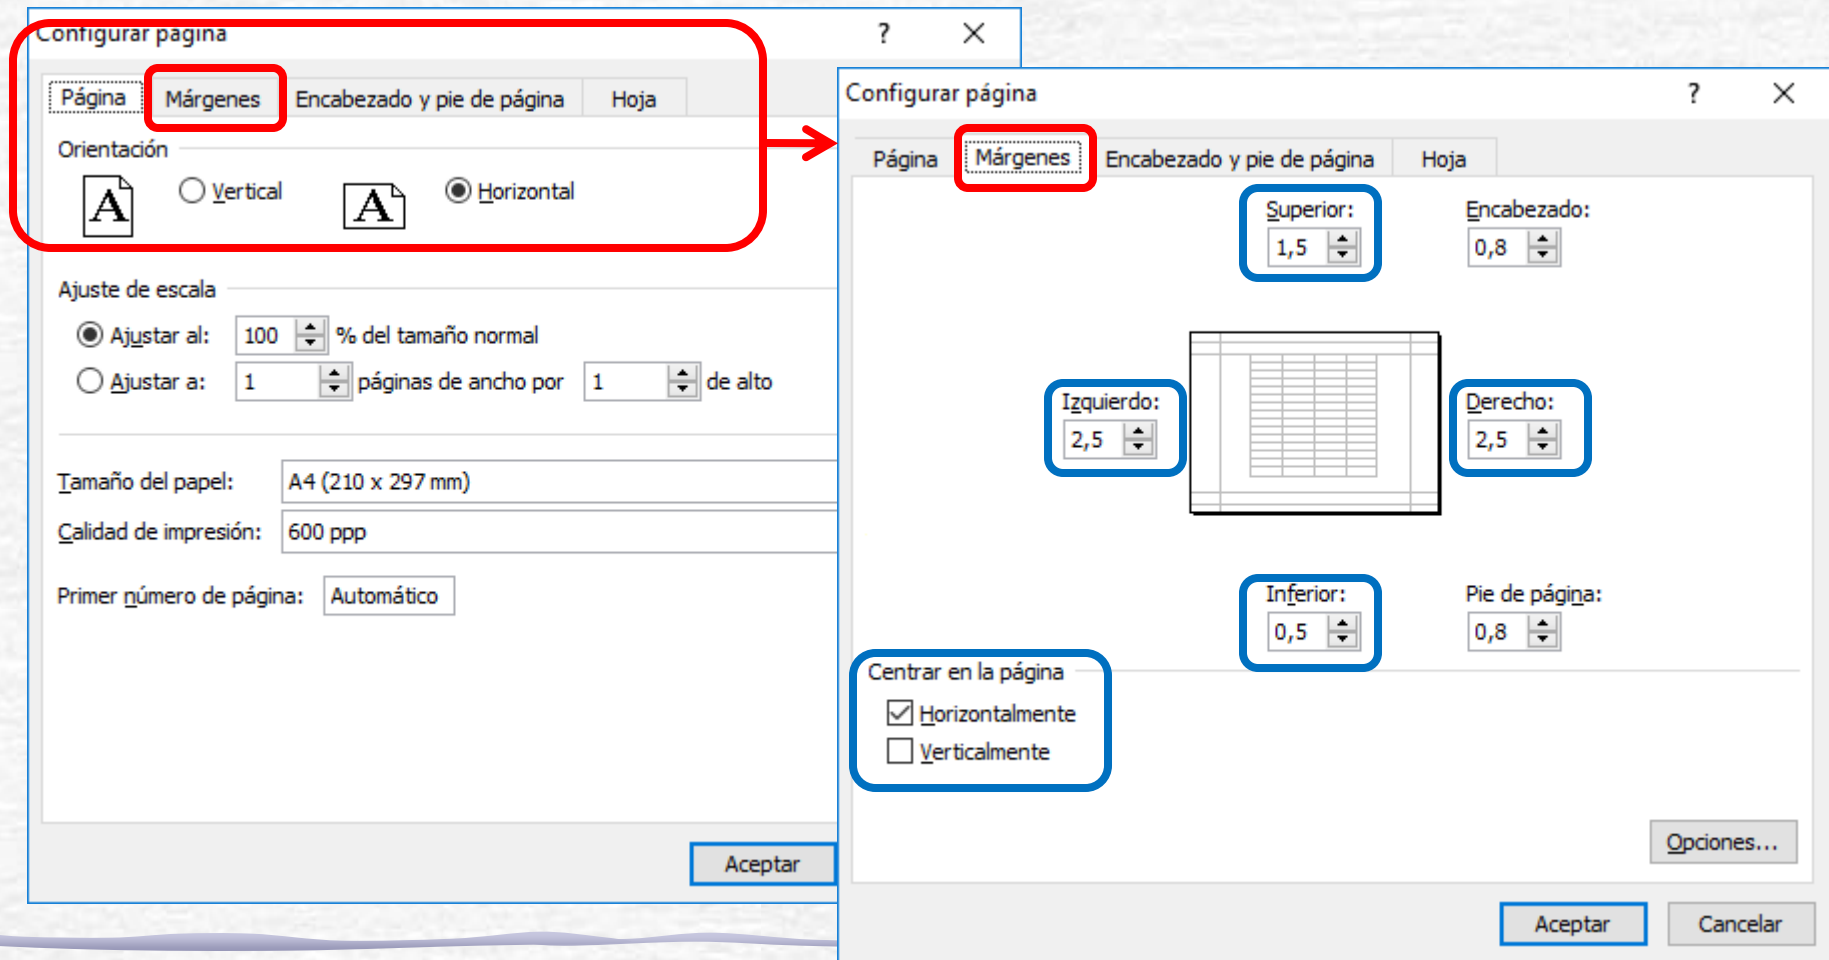 Configurar página
?
Página Márgenes Encabezado y pie de página Hoja
Orientación
A Vertical A Horizontal
Ajuste de escala
Ajustar al: 100 % del tamaño normal
Ajustar a: 1 páginas de ancho por 1 de alto
Tamaño del papel: A4 (210 x 297 mm)
Calidad de impresión: 600 ppp
Primer número de página: Automático
Aceptar
Configurar página
?
Página Márgenes Encabezado y pie de página Hoja
Superior: Encabezado:
1,5 0,8
Izquierdo: Derecho:
2,5 2,5
Inferior: Pie de página:
0,5 0,8
Centrar en la página
Horizontalmente
Verticalmente
Opciones...
Aceptar Cancelar